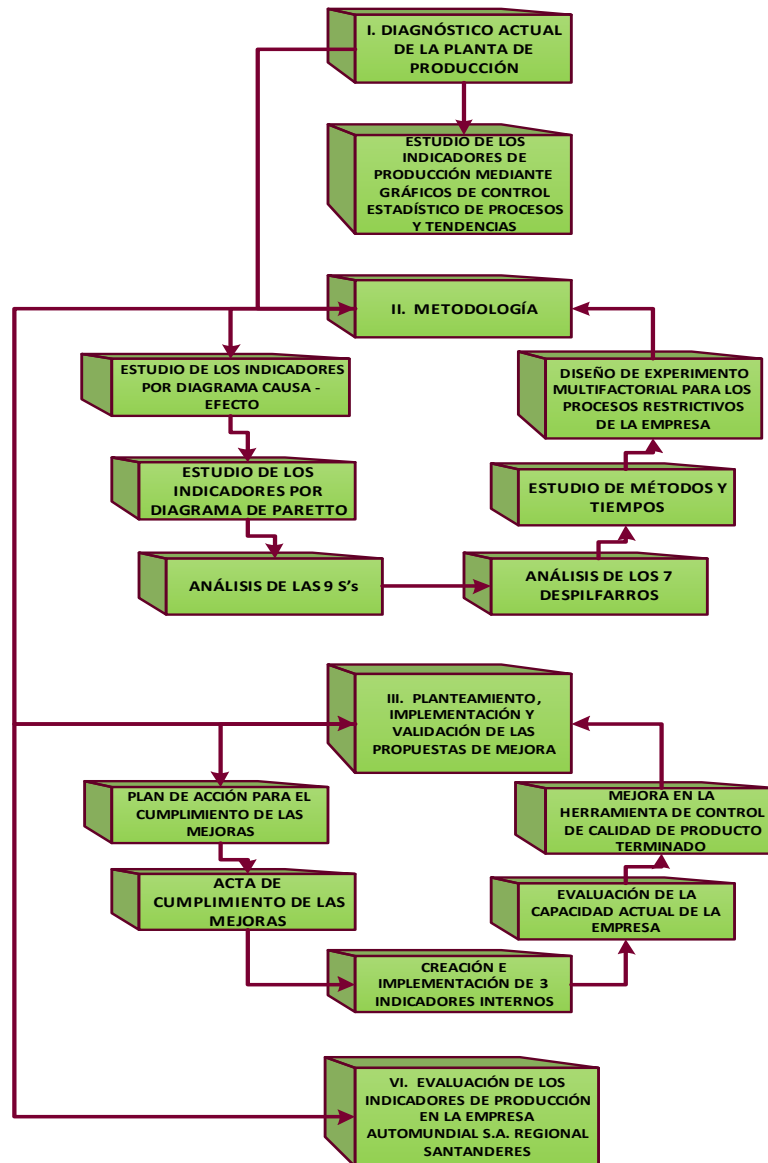 I. DIAGNÓSTICO ACTUAL
DE LA PLANTA DE
PRODUCCIÓN
ESTUDIO DE LOS
INDICADORES DE
PRODUCCIÓN MEDIANTE
GRÁFICOS DE CONTROL
ESTADÍSTICO DE PROCESOS
Y TENDENCIAS
II. METODOLOGÍA
ESTUDIO DE LOS INDICADORES
POR DIAGRAMA CAUSA -
EFECTO
ESTUDIO DE LOS
INDICADORES POR
DIAGRAMA DE PARETTO
ANÁLISIS DE LAS 9 S's
ANÁLISIS DE LOS 7
DESPILFARROS
ESTUDIO DE MÉTODOS Y
TIEMPOS
DISEÑO DE EXPERIMENTO
MULTIFACTORIAL PARA LOS
PROCESOS RESTRICTIVOS
DE LA EMPRESA
III. PLANTEAMIENTO,
IMPLEMENTACIÓN Y
VALIDACIÓN DE LAS
PROPUESTAS DE MEJORA
PLAN DE ACCIÓN PARA EL
CUMPLIMIENTO DE LAS
MEJORAS
ACTA DE
CUMPLIMIENTO DE LAS
MEJORAS
CREACIÓN E
IMPLEMENTACIÓN DE 3
INDICADORES INTERNOS
EVALUACIÓN DE LA
CAPACIDAD ACTUAL DE LA
EMPRESA
MEJORA EN LA
HERRAMIENTA DE CONTROL
DE CALIDAD DE PRODUCTO
TERMINADO
VI. EVALUACIÓN DE LOS
INDICADORES DE PRODUCCIÓN
EN LA EMPRESA
AUTOMUNDIAL S.A. REGIONAL
SANTANDERES